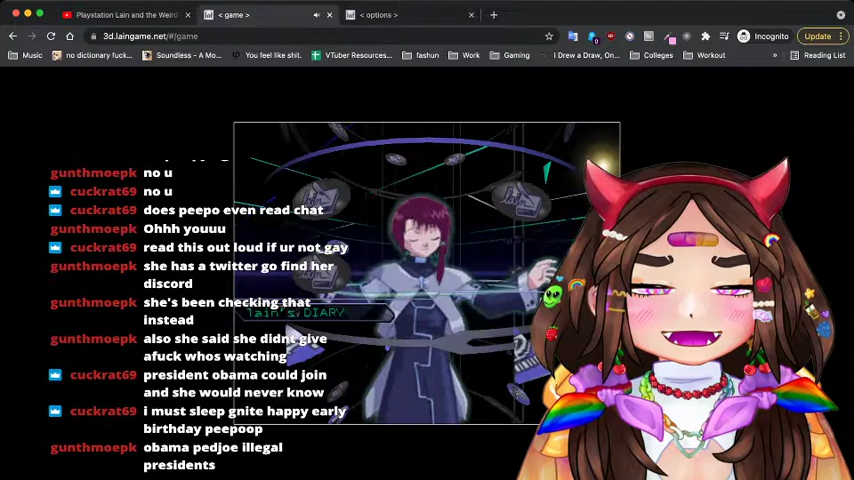 Playstation Lain and the Weird
< game >
< options >
3d.laingame.net/#/game
Incognito
Update
Music
no dictionary fuc...
Soundless - A Mo...
You feel like shit.
VTuber Resources...
fashun
Work
Gaming
I Drew a Draw, On...
Colleges
Workout
»
Reading List
gunthmoepk no u
cuckrat69 no u
cuckrat69 does peepo even read chat
gunthmoepk Ohhh youuu
cuckrat69 read this out loud if ur not gay
gunthmoepk she has a twitter go find her
discord
gunthmoepk she's been checking that
instead
gunthmoepk also she said she didnt give
afuck whos watching
cuckrat69 president obama could join
and she would never know
cuckrat69 i must sleep gnite happy early
birthday peepoop
gunthmoepk obama pedjoe illegal
presidents
lain
lain
lain's DIARY